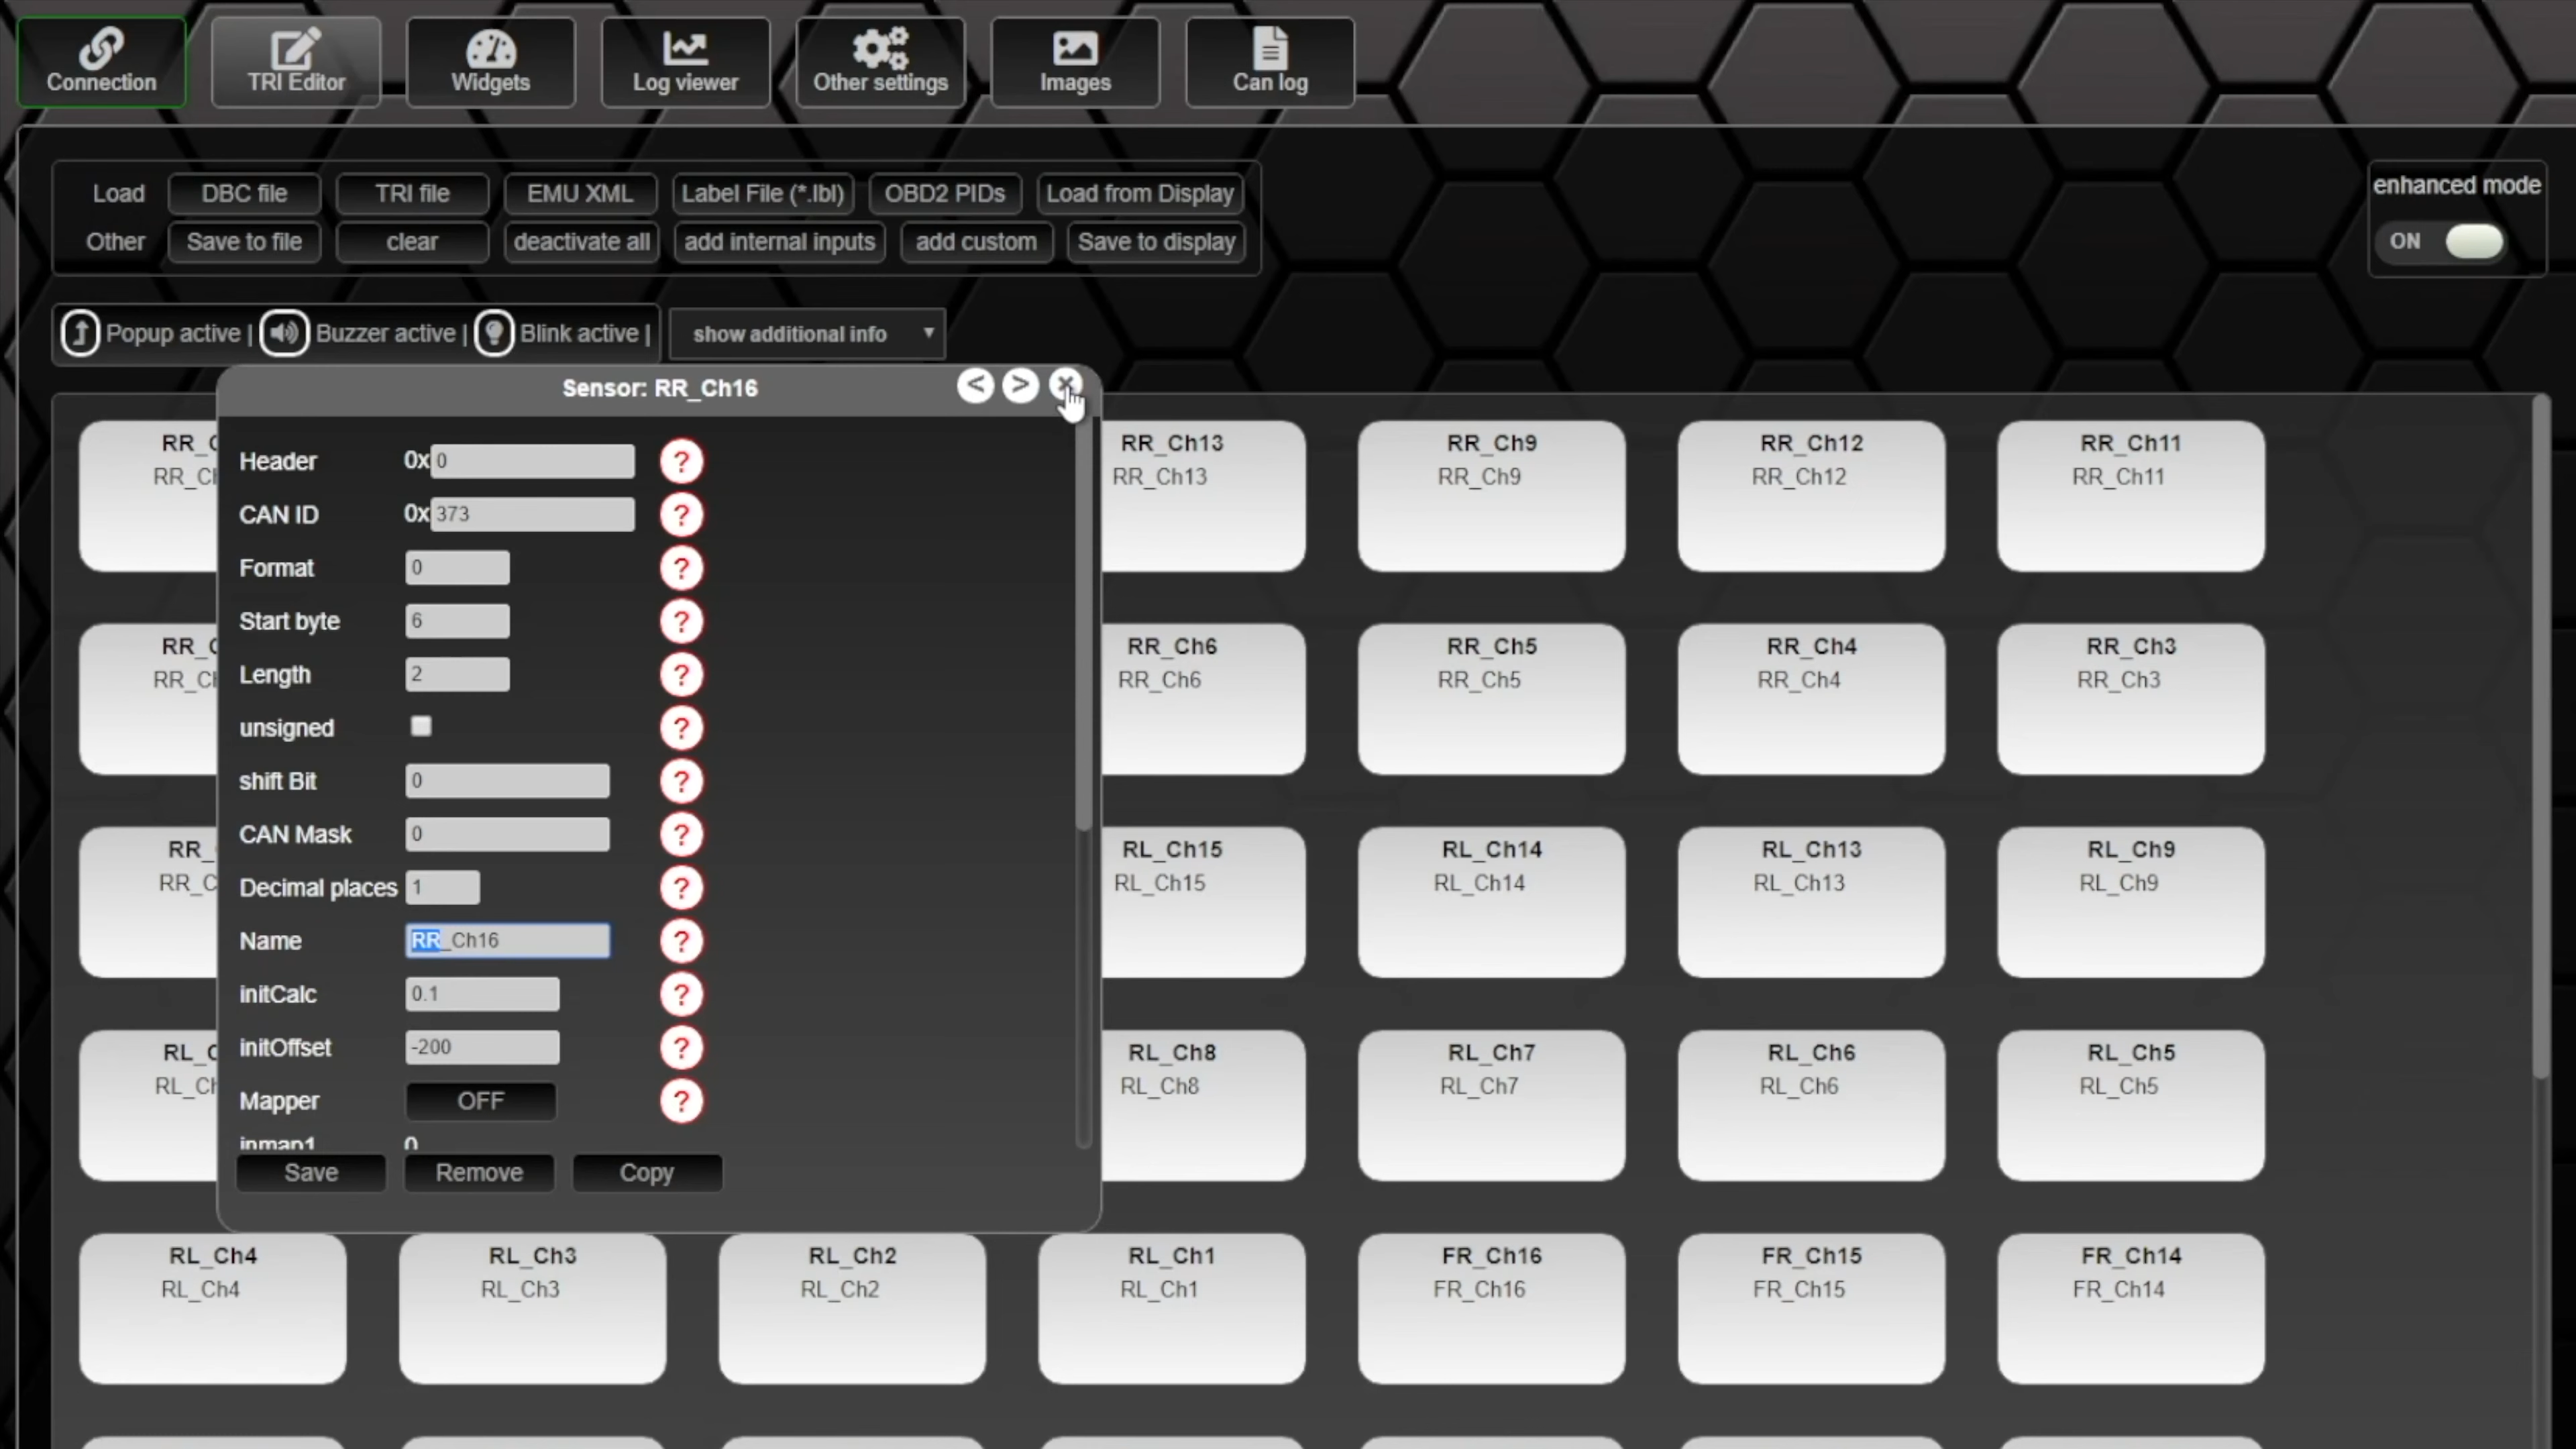 Connection
TRI Editor
Widgets
Log viewer
Other settings
Images
Can log
Load DBC file TRI file EMU XML Label File (*.lbl) OBD2 PIDs Load from Display
Other Save to file clear deactivate all add internal inputs add custom Save to display
enhanced mode
ON
Popup active | Buzzer active | Blink active | show additional info
Sensor: RR_Ch16
Header 0x 0 ?
CAN ID 0x 373 ?
Format 0 ?
Start byte 6 ?
Length 2 ?
unsigned ?
shift Bit 0 ?
CAN Mask 0 ?
Decimal places 1 ?
Name RR_Ch16 ?
initCalc 0.1 ?
initOffset -200 ?
Mapper OFF ?
inmap1 0
Save Remove Copy
RR_Ch13 RR_Ch9 RR_Ch12 RR_Ch11
RR_Ch13 RR_Ch9 RR_Ch12 RR_Ch11
RR_Ch6 RR_Ch5 RR_Ch4 RR_Ch3
RR_Ch6 RR_Ch5 RR_Ch4 RR_Ch3
RL_Ch15 RL_Ch14 RL_Ch13 RL_Ch9
RL_Ch15 RL_Ch14 RL_Ch13 RL_Ch9
RL_Ch8 RL_Ch7 RL_Ch6 RL_Ch5
RL_Ch8 RL_Ch7 RL_Ch6 RL_Ch5
RL_Ch4 RL_Ch3 RL_Ch2 RL_Ch1 FR_Ch16 FR_Ch15 FR_Ch14
RL_Ch4 RL_Ch3 RL_Ch2 RL_Ch1 FR_Ch16 FR_Ch15 FR_Ch14